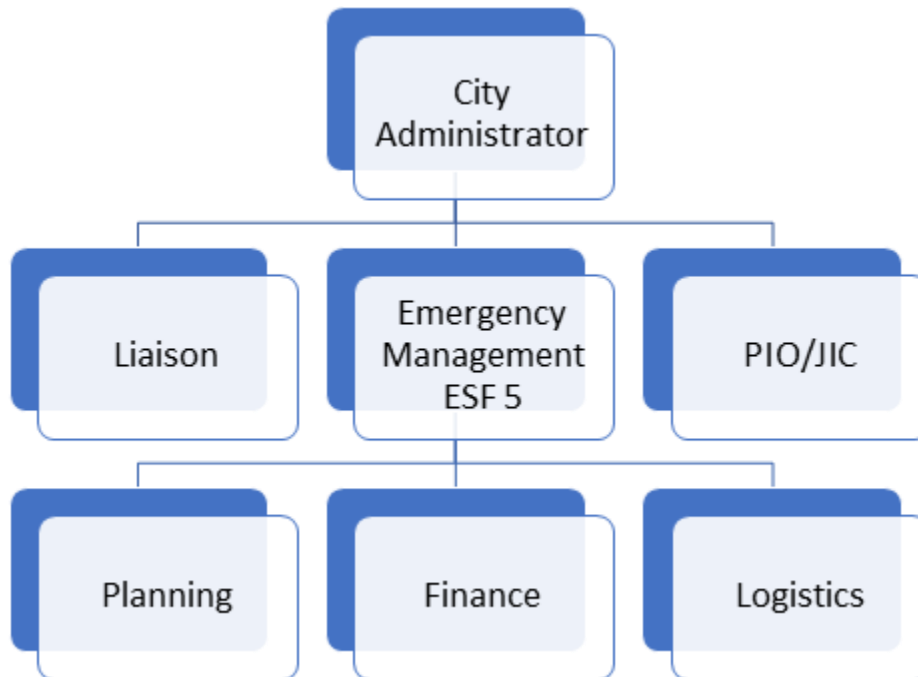 City
Administrator
Liaison
Emergency
Management
ESF 5
PIO/JIC
Planning
Finance
Logistics